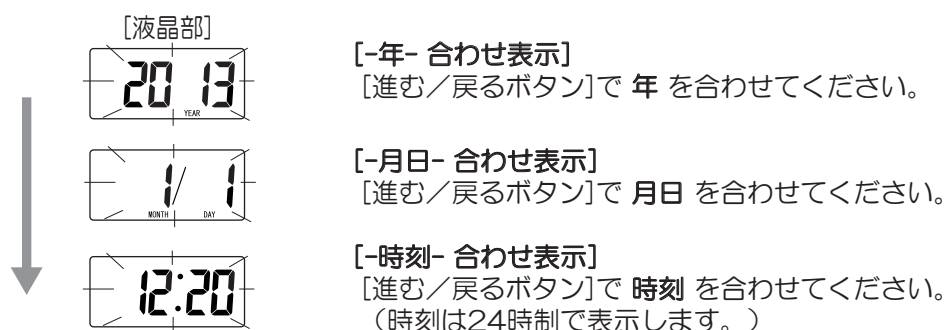 [液晶部]
20 13
YEAR
[-年- 合わせ表示]
[進む／戻るボタン]で 年 を合わせてください。
1/ 1
MONTH DAY
[-月日- 合わせ表示]
[進む／戻るボタン]で 月日 を合わせてください。
12:20
[-時刻- 合わせ表示]
[進む／戻るボタン]で 時刻 を合わせてください。
（時刻は24時制で表示します。）